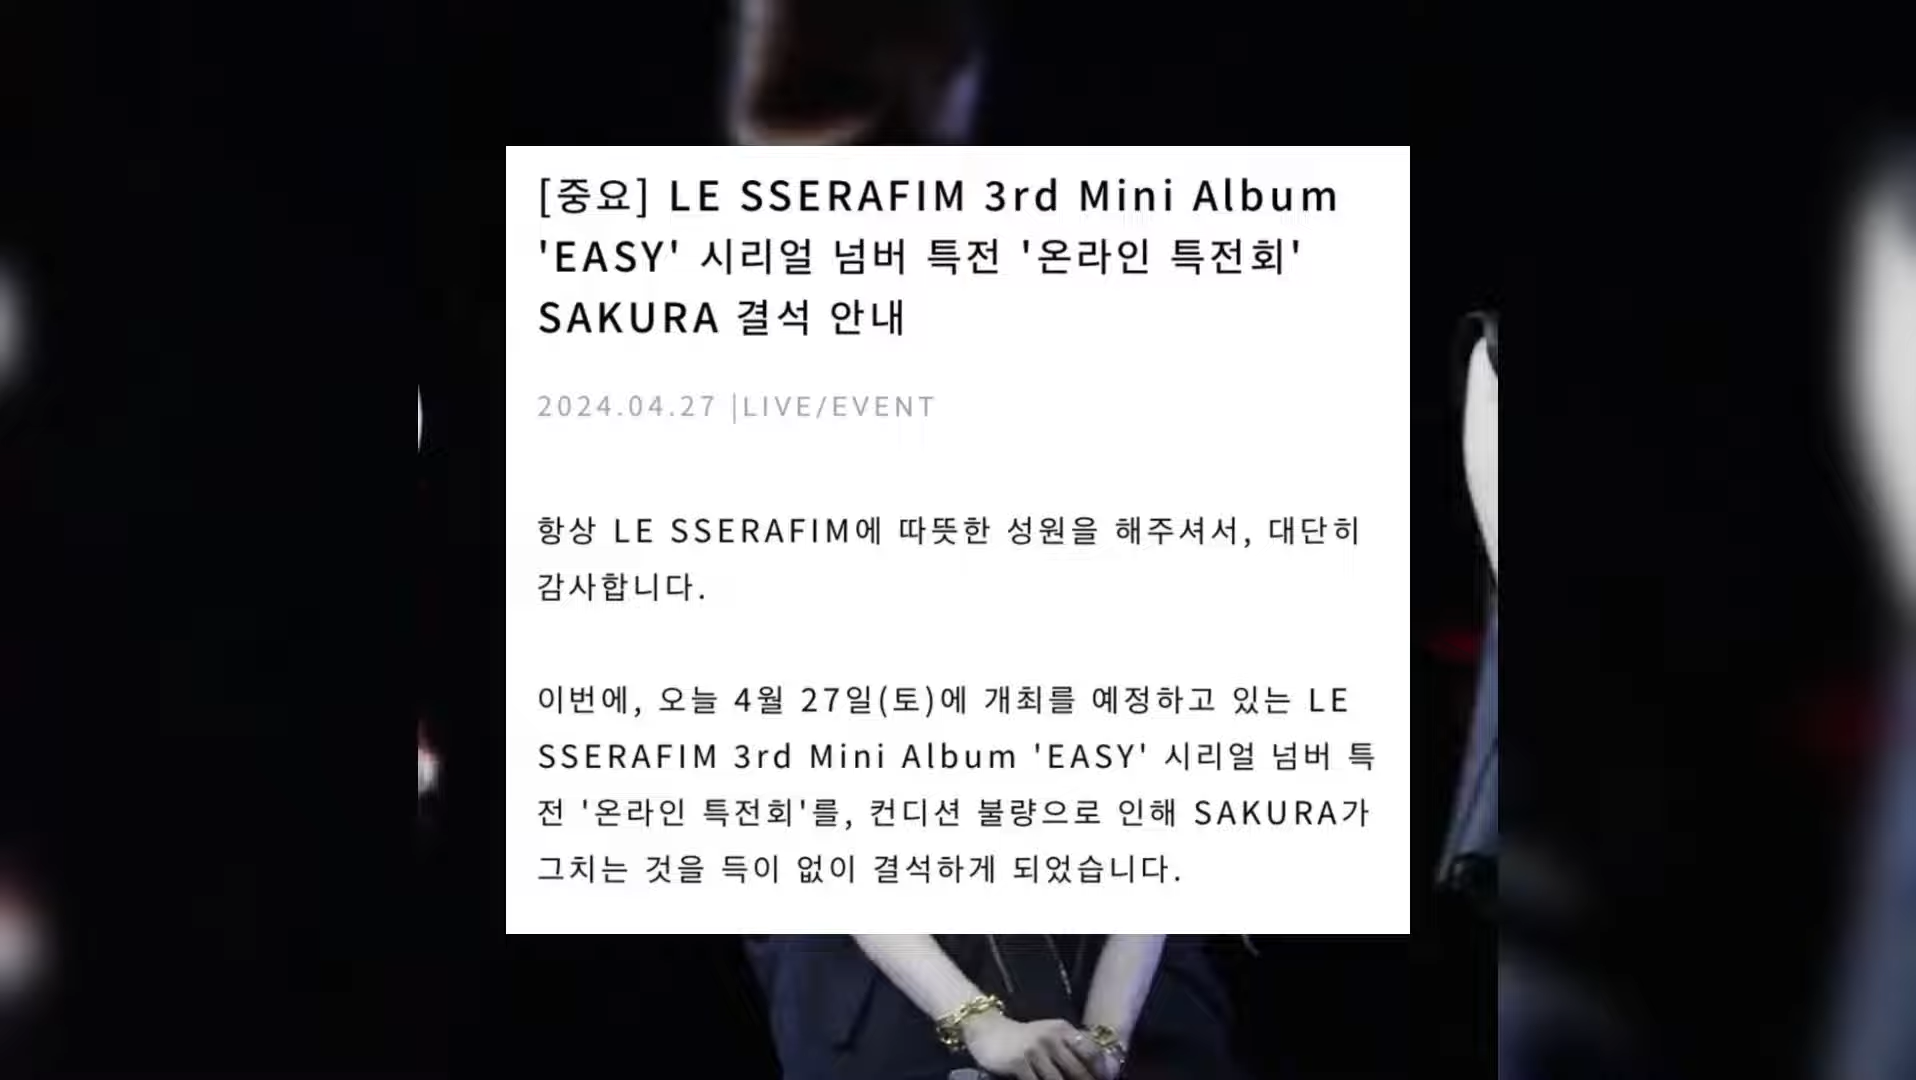 [중요] LE SSERAFIM 3rd Mini Album
'EASY' 시리얼 넘버 특전 '온라인 특전회'
SAKURA 결석 안내
2024.04.27 |LIVE/EVENT
항상 LE SSERAFIM에 따뜻한 성원을 해주셔서, 대단히
감사합니다.
이번에, 오늘 4월 27일(토)에 개최를 예정하고 있는 LE
SSERAFIM 3rd Mini Album 'EASY' 시리얼 넘버 특
전 '온라인 특전회'를, 컨디션 불량으로 인해 SAKURA가
그치는 것을 득이 없이 결석하게 되었습니다.